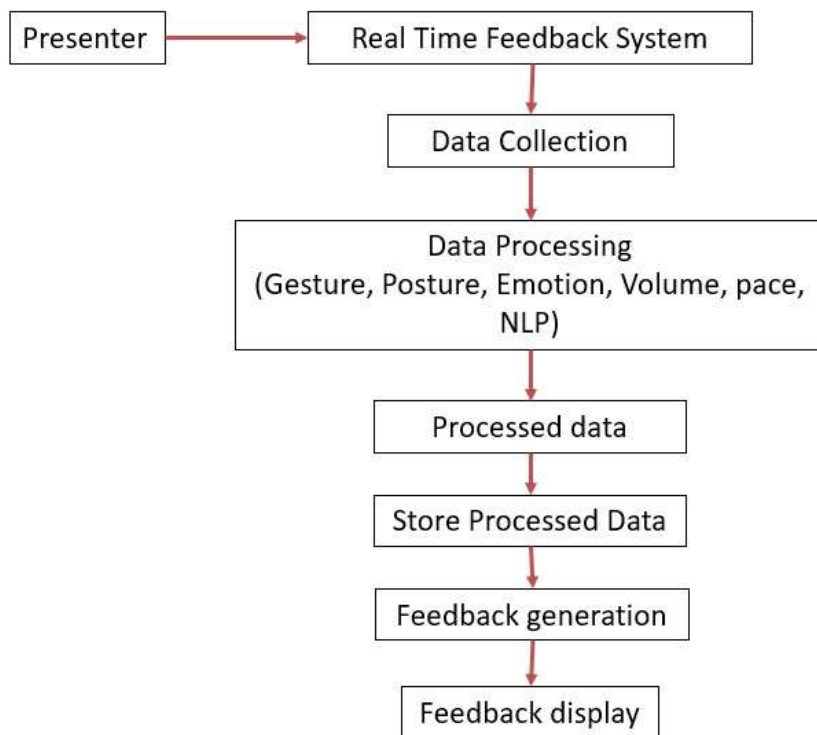 Presenter
Real Time Feedback System
Data Collection
Data Processing
(Gesture, Posture, Emotion, Volume, pace,
NLP)
Processed data
Store Processed Data
Feedback generation
Feedback display